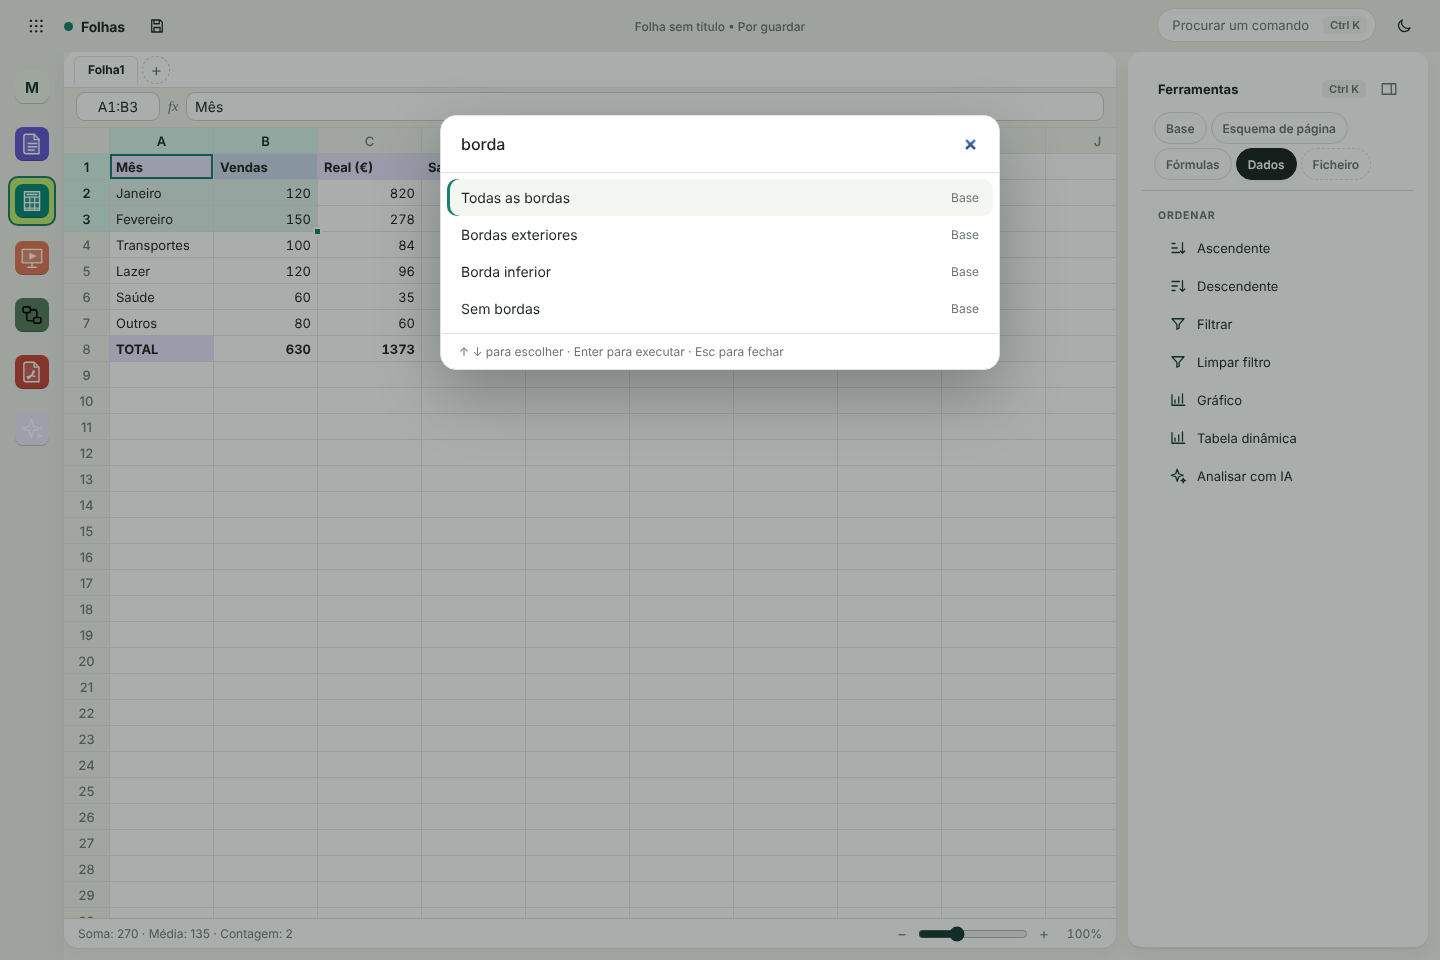 Folhas
Folha sem título • Por guardar
Procurar um comando Ctrl K
M
Folha1 +
A1:B3 fx Mês
A B C J
1 Mês Vendas Real (€)
2 Janeiro 120 820
3 Fevereiro 150 278
4 Transportes 100 84
5 Lazer 120 96
6 Saúde 60 35
7 Outros 80 60
8 TOTAL 630 1373
9
10
11
12
13
14
15
16
17
18
19
20
21
22
23
24
25
26
27
28
29
borda
Todas as bordas Base
Bordas exteriores Base
Borda inferior Base
Sem bordas Base
↑ ↓ para escolher · Enter para executar · Esc para fechar
Ferramentas Ctrl K
Base Esquema de página
Fórmulas Dados Ficheiro
ORDENAR
Ascendente
Descendente
Filtrar
Limpar filtro
Gráfico
Tabela dinâmica
Analisar com IA
Soma: 270 · Média: 135 · Contagem: 2
− + 100%